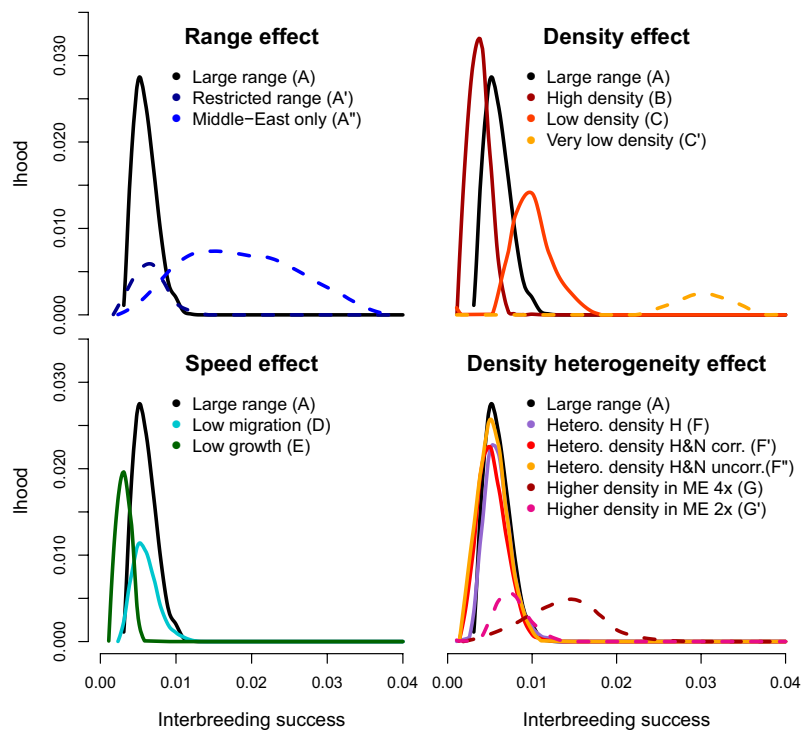 Range effect
Large range (A)
Restricted range (A')
Middle−East only (A")
lhood
0.000
0.010
0.020
0.030
Density effect
Large range (A)
High density (B)
Low density (C)
Very low density (C')
Speed effect
Large range (A)
Low migration (D)
Low growth (E)
lhood
0.000
0.010
0.020
0.030
0.00
0.01
0.02
0.03
0.04
Interbreeding success
Density heterogeneity effect
Large range (A)
Hetero. density H (F)
Hetero. density H&N corr. (F')
Hetero. density H&N uncorr.(F")
Higher density in ME 4x (G)
Higher density in ME 2x (G')
0.00
0.01
0.02
0.03
0.04
Interbreeding success